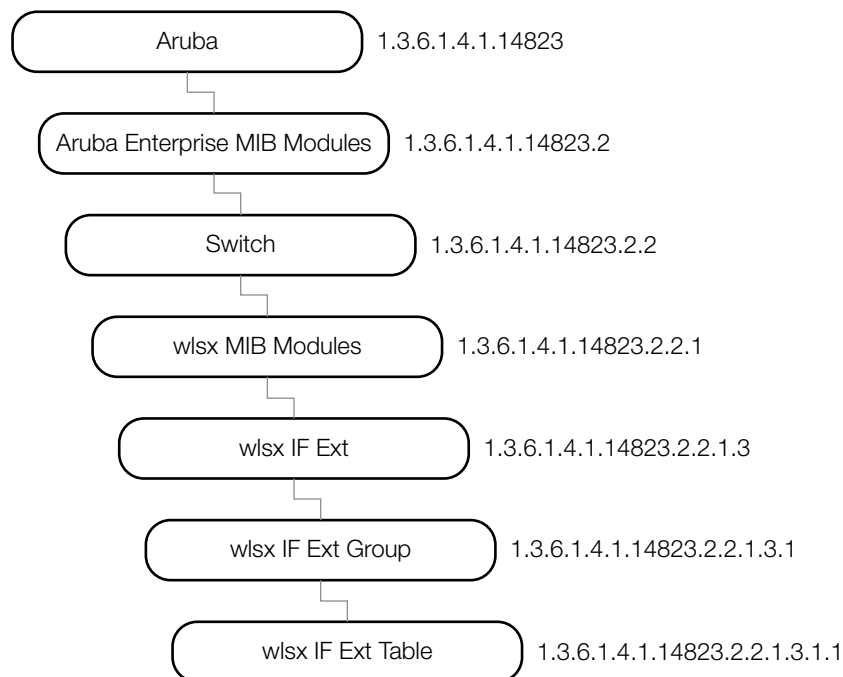 Aruba 1.3.6.1.4.1.14823
Aruba Enterprise MIB Modules 1.3.6.1.4.1.14823.2
Switch 1.3.6.1.4.1.14823.2.2
wlsx MIB Modules 1.3.6.1.4.1.14823.2.2.1
wlsx IF Ext 1.3.6.1.4.1.14823.2.2.1.3
wlsx IF Ext Group 1.3.6.1.4.1.14823.2.2.1.3.1
wlsx IF Ext Table 1.3.6.1.4.1.14823.2.2.1.3.1.1